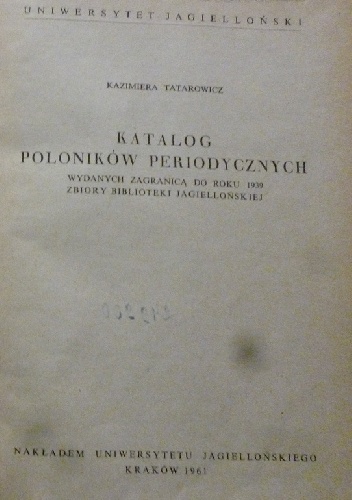 UNIWERSYTET JAGIELLOŃSKI
KAZIMIERA TATAROWICZ
KATALOG
POLONIKÓW PERIODYCZNYCH
WYDANYCH ZAGRANICĄ DO ROKU 1939
ZBIORY BIBLIOTEKI JAGIELLOŃSKIEJ
NAKŁADEM UNIWERSYTETU JAGIELLOŃSKIEGO
KRAKÓW 1961